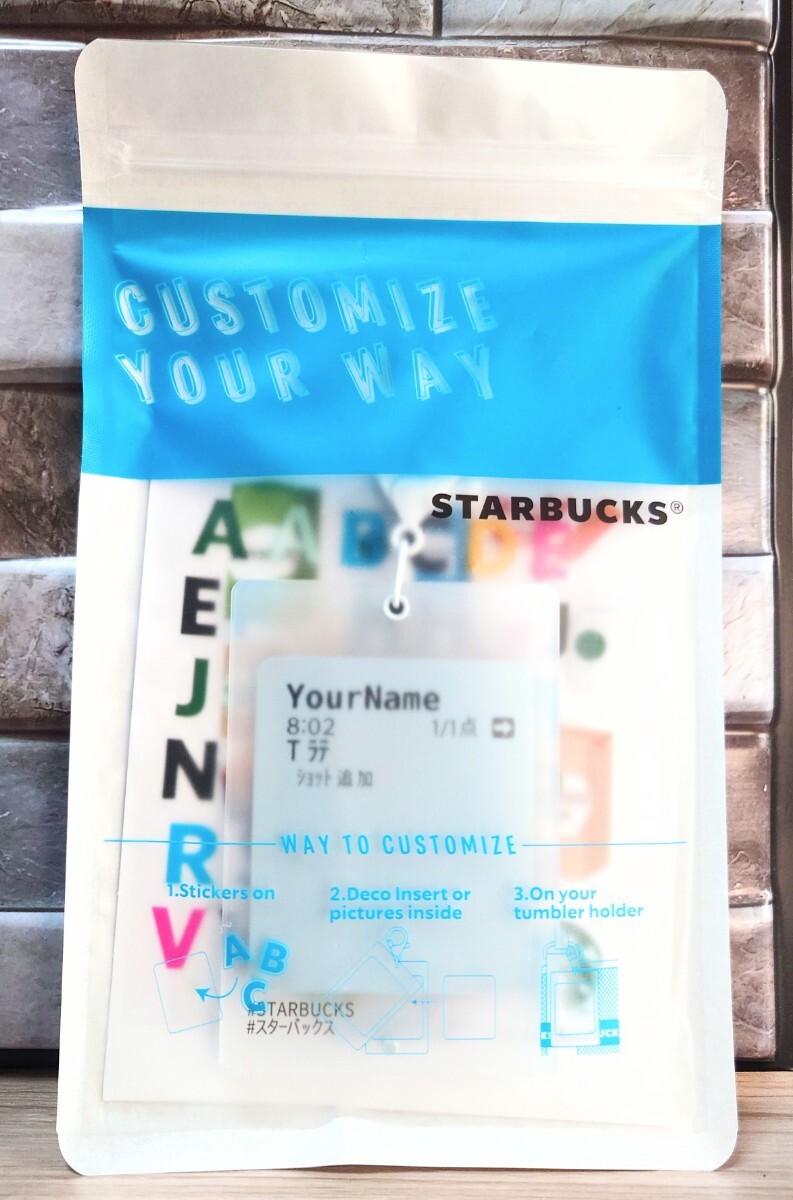 CUSTOMIZE
YOUR WAY
STARBUCKS®
A A B C D E
E
J
N
R
V
YourName
8:02 1/1点 ➡
T ﾗﾃ
ｼｮｯﾄ 追加
WAY TO CUSTOMIZE
1.Stickers on
2.Deco Insert or
pictures inside
3.On your
tumbler holder
A B
C
#STARBUCKS
#スターバックス